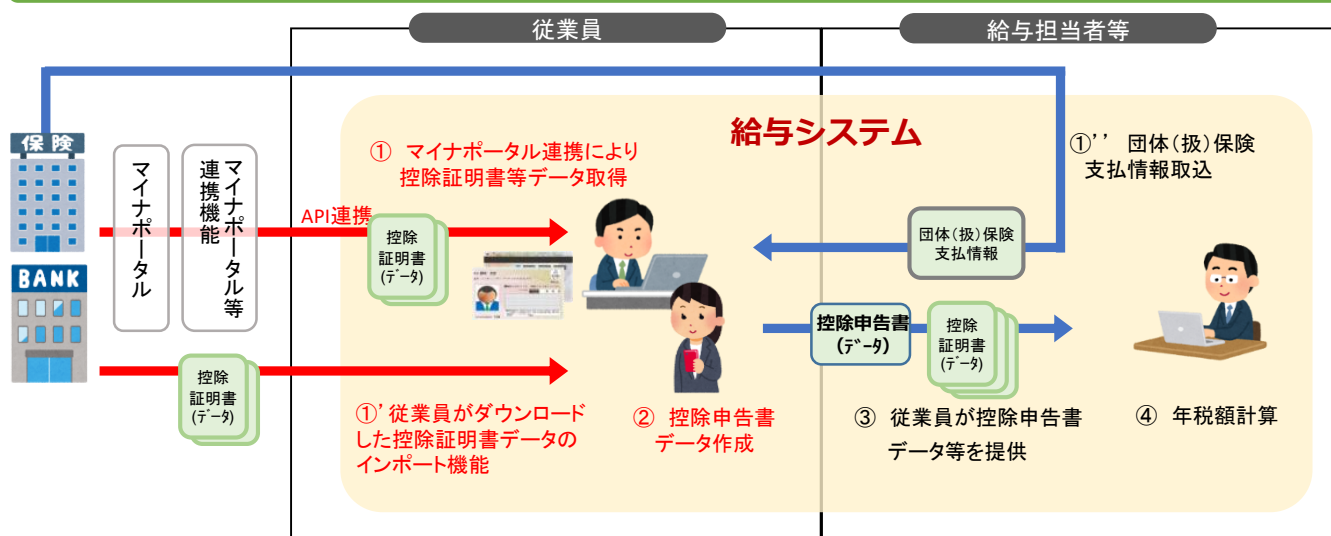 従業員
給与担当者等
保険
BANK
マイナポータル
マイナポータル等
連携機能
給与システム
① マイナポータル連携により
控除証明書等データ取得
API連携
控除
証明書
(ﾃﾞｰﾀ)
①'' 団体(扱)保険
支払情報取込
団体(扱)保険
支払情報
控除
証明書
(ﾃﾞｰﾀ)
控除申告書
(ﾃﾞｰﾀ)
控除
証明書
(ﾃﾞｰﾀ)
①' 従業員がダウンロード
した控除証明書データの
インポート機能
② 控除申告書
データ作成
③ 従業員が控除申告書
データ等を提供
④ 年税額計算